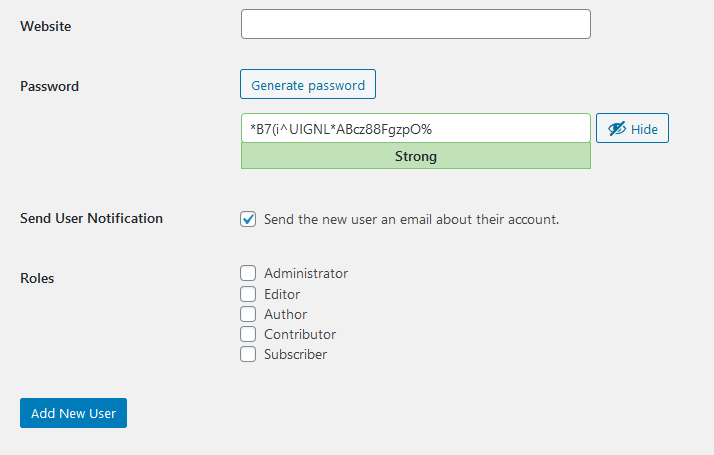 Website
Password
Generate password
*B7(i^UIGNL*ABcz88FgzpO%
Hide
Strong
Send User Notification
Send the new user an email about their account.
Roles
Administrator
Editor
Author
Contributor
Subscriber
Add New User